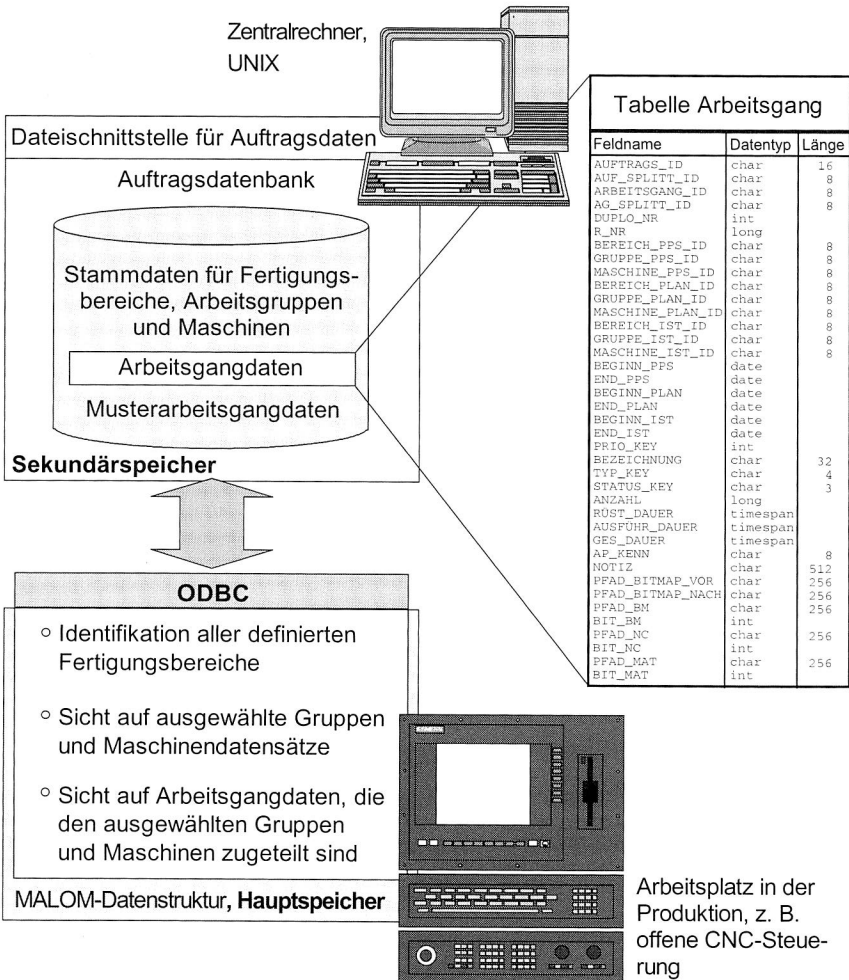 Zentralrechner,
UNIX
Dateischnittstelle für Auftragsdaten
Auftragsdatenbank
Stammdaten für Fertigungs-
bereiche, Arbeitsgruppen
und Maschinen
Arbeitsgangdaten
Musterarbeitsgangdaten
Sekundärspeicher
Tabelle Arbeitsgang
Feldname Datentyp Länge
AUFTRAGS_ID char 16
AUF_SPLITT_ID char 8
ARBEITSGANG_ID char 8
AG_SPLITT_ID char 8
DUPLO_NR int
R_NR long
BEREICH_PPS_ID char 8
GRUPPE_PPS_ID char 8
MASCHINE_PPS_ID char 8
BEREICH_PLAN_ID char 8
GRUPPE_PLAN_ID char 8
MASCHINE_PLAN_ID char 8
BEREICH_IST_ID char 8
GRUPPE_IST_ID char 8
MASCHINE_IST_ID char 8
BEGINN_PPS date
END_PPS date
BEGINN_PLAN date
END_PLAN date
BEGINN_IST date
END_IST date
PRIO_KEY int
BEZEICHNUNG char 32
TYP_KEY char 4
STATUS_KEY char 3
ANZAHL long
RÜST_DAUER timespan
AUSFÜHR_DAUER timespan
GES_DAUER timespan
AP_KENN char 8
NOTIZ char 512
PFAD_BITMAP_VOR char 256
PFAD_BITMAP_NACH char 256
PFAD_BM char 256
BIT_BM int
PFAD_NC char 256
BIT_NC int
PFAD_MAT char 256
BIT_MAT int
ODBC
° Identifikation aller definierten
Fertigungsbereiche
° Sicht auf ausgewählte Gruppen
und Maschinendatensätze
° Sicht auf Arbeitsgangdaten, die
den ausgewählten Gruppen
und Maschinen zugeteilt sind
MALOM-Datenstruktur, Hauptspeicher
SIEMENS
Arbeitsplatz in der
Produktion, z. B.
offene CNC-Steue-
rung